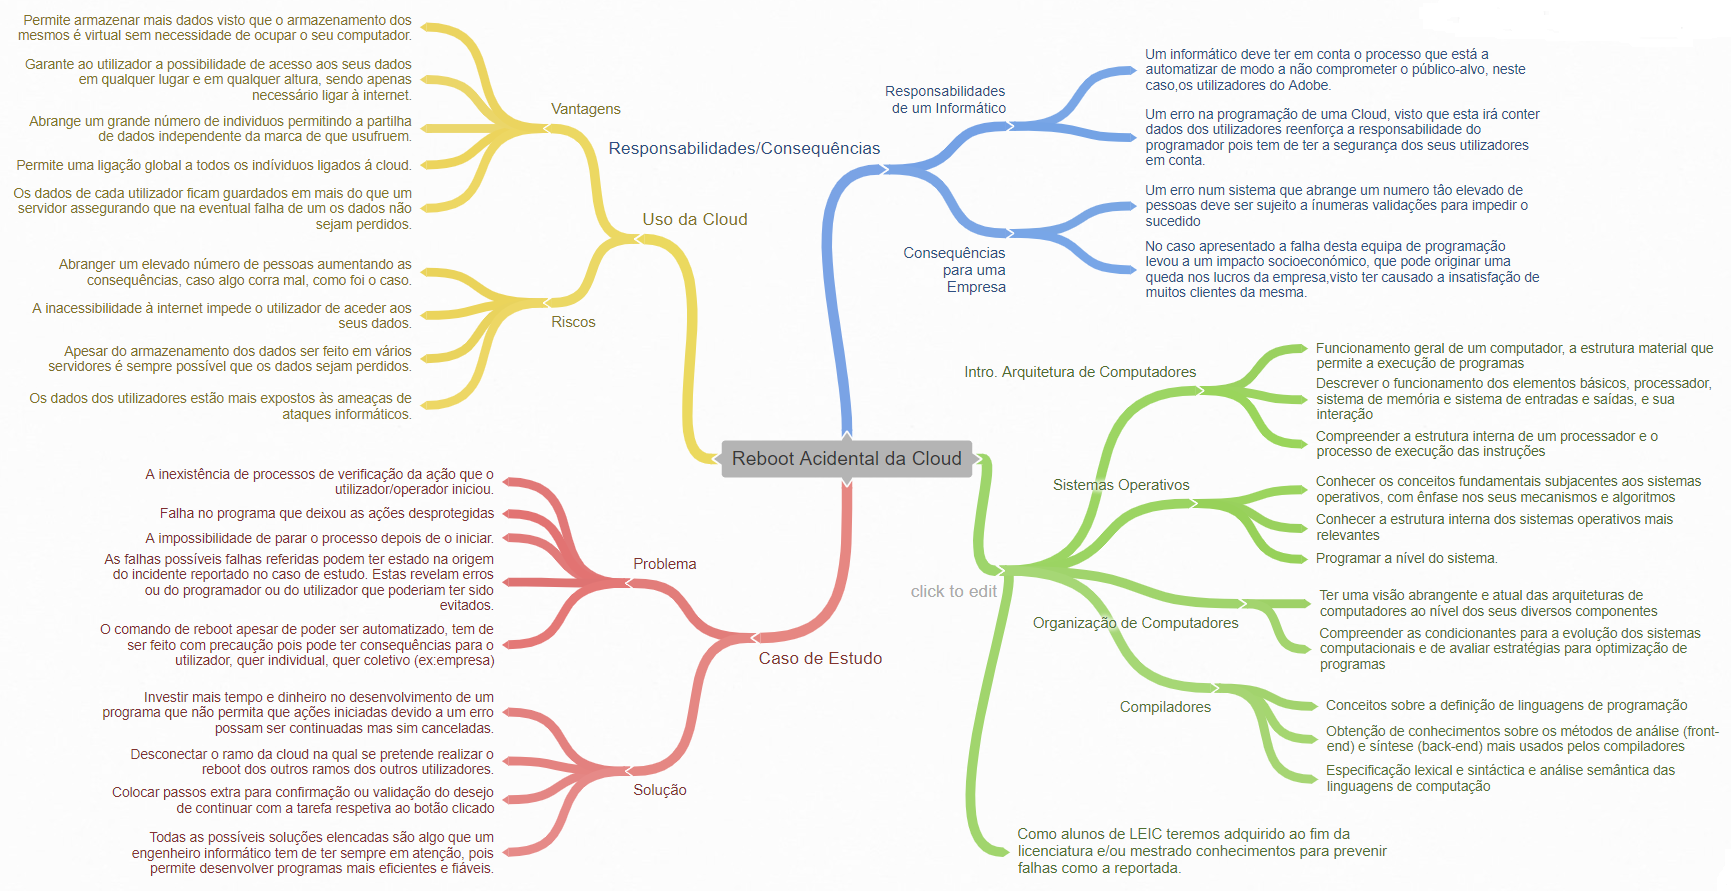 Permite armazenar mais dados visto que o armazenamento dos
mesmos é virtual sem necessidade de ocupar o seu computador.
Garante ao utilizador a possibilidade de acesso aos seus dados
em qualquer lugar e em qualquer altura, sendo apenas
necessário ligar à internet.
Vantagens
Abrange um grande número de individuos permitindo a partilha
de dados independente da marca de que usufruem.
Permite uma ligação global a todos os indíviduos ligados á cloud.
Os dados de cada utilizador ficam guardados em mais do que um
servidor assegurando que na eventual falha de um os dados não
sejam perdidos.
Uso da Cloud
Abranger um elevado número de pessoas aumentando as
consequências, caso algo corra mal, como foi o caso.
A inacessibilidade à internet impede o utilizador de aceder aos
seus dados.
Riscos
Apesar do armazenamento dos dados ser feito em vários
servidores é sempre possível que os dados sejam perdidos.
Os dados dos utilizadores estão mais expostos às ameaças de
ataques informáticos.
Responsabilidades/Consequências
Responsabilidades
de um Informático
Um informático deve ter em conta o processo que está a
automatizar de modo a não comprometer o público-alvo, neste
caso,os utilizadores do Adobe.
Um erro na programação de uma Cloud, visto que esta irá conter
dados dos utilizadores reenforça a responsabilidade do
programador pois tem de ter a segurança dos seus utilizadores
em conta.
Consequências
para uma
Empresa
Um erro num sistema que abrange um numero tâo elevado de
pessoas deve ser sujeito a ínumeras validações para impedir o
sucedido
No caso apresentado a falha desta equipa de programação
levou a um impacto socioeconómico, que pode originar uma
queda nos lucros da empresa,visto ter causado a insatisfação de
muitos clientes da mesma.
Reboot Acidental da Cloud
A inexistência de processos de verificação da ação que o
utilizador/operador iniciou.
Falha no programa que deixou as ações desprotegidas
A impossibilidade de parar o processo depois de o iniciar.
As falhas possíveis falhas referidas podem ter estado na origem
do incidente reportado no caso de estudo. Estas revelam erros
ou do programador ou do utilizador que poderiam ter sido
evitados.
Problema
O comando de reboot apesar de poder ser automatizado, tem de
ser feito com precaução pois pode ter consequências para o
utilizador, quer individual, quer coletivo (ex:empresa)
Caso de Estudo
Investir mais tempo e dinheiro no desenvolvimento de um
programa que não permita que ações iniciadas devido a um erro
possam ser continuadas mas sim canceladas.
Desconectar o ramo da cloud na qual se pretende realizar o
reboot dos outros ramos dos outros utilizadores.
Solução
Colocar passos extra para confirmação ou validação do desejo
de continuar com a tarefa respetiva ao botão clicado
Todas as possíveis soluções elencadas são algo que um
engenheiro informático tem de ter sempre em atenção, pois
permite desenvolver programas mais eficientes e fiáveis.
click to edit
Intro. Arquitetura de Computadores
Funcionamento geral de um computador, a estrutura material que
permite a execução de programas
Descrever o funcionamento dos elementos básicos, processador,
sistema de memória e sistema de entradas e saídas, e sua
interação
Compreender a estrutura interna de um processador e o
processo de execução das instruções
Sistemas Operativos
Conhecer os conceitos fundamentais subjacentes aos sistemas
operativos, com ênfase nos seus mecanismos e algoritmos
Conhecer a estrutura interna dos sistemas operativos mais
relevantes
Programar a nível do sistema.
Organização de Computadores
Ter uma visão abrangente e atual das arquiteturas de
computadores ao nível dos seus diversos componentes
Compreender as condicionantes para a evolução dos sistemas
computacionais e de avaliar estratégias para optimização de
programas
Compiladores
Conceitos sobre a definição de linguagens de programação
Obtenção de conhecimentos sobre os métodos de análise (front-
end) e síntese (back-end) mais usados pelos compiladores
Especificação lexical e sintáctica e análise semântica das
linguagens de computação
Como alunos de LEIC teremos adquirido ao fim da
licenciatura e/ou mestrado conhecimentos para prevenir
falhas como a reportada.